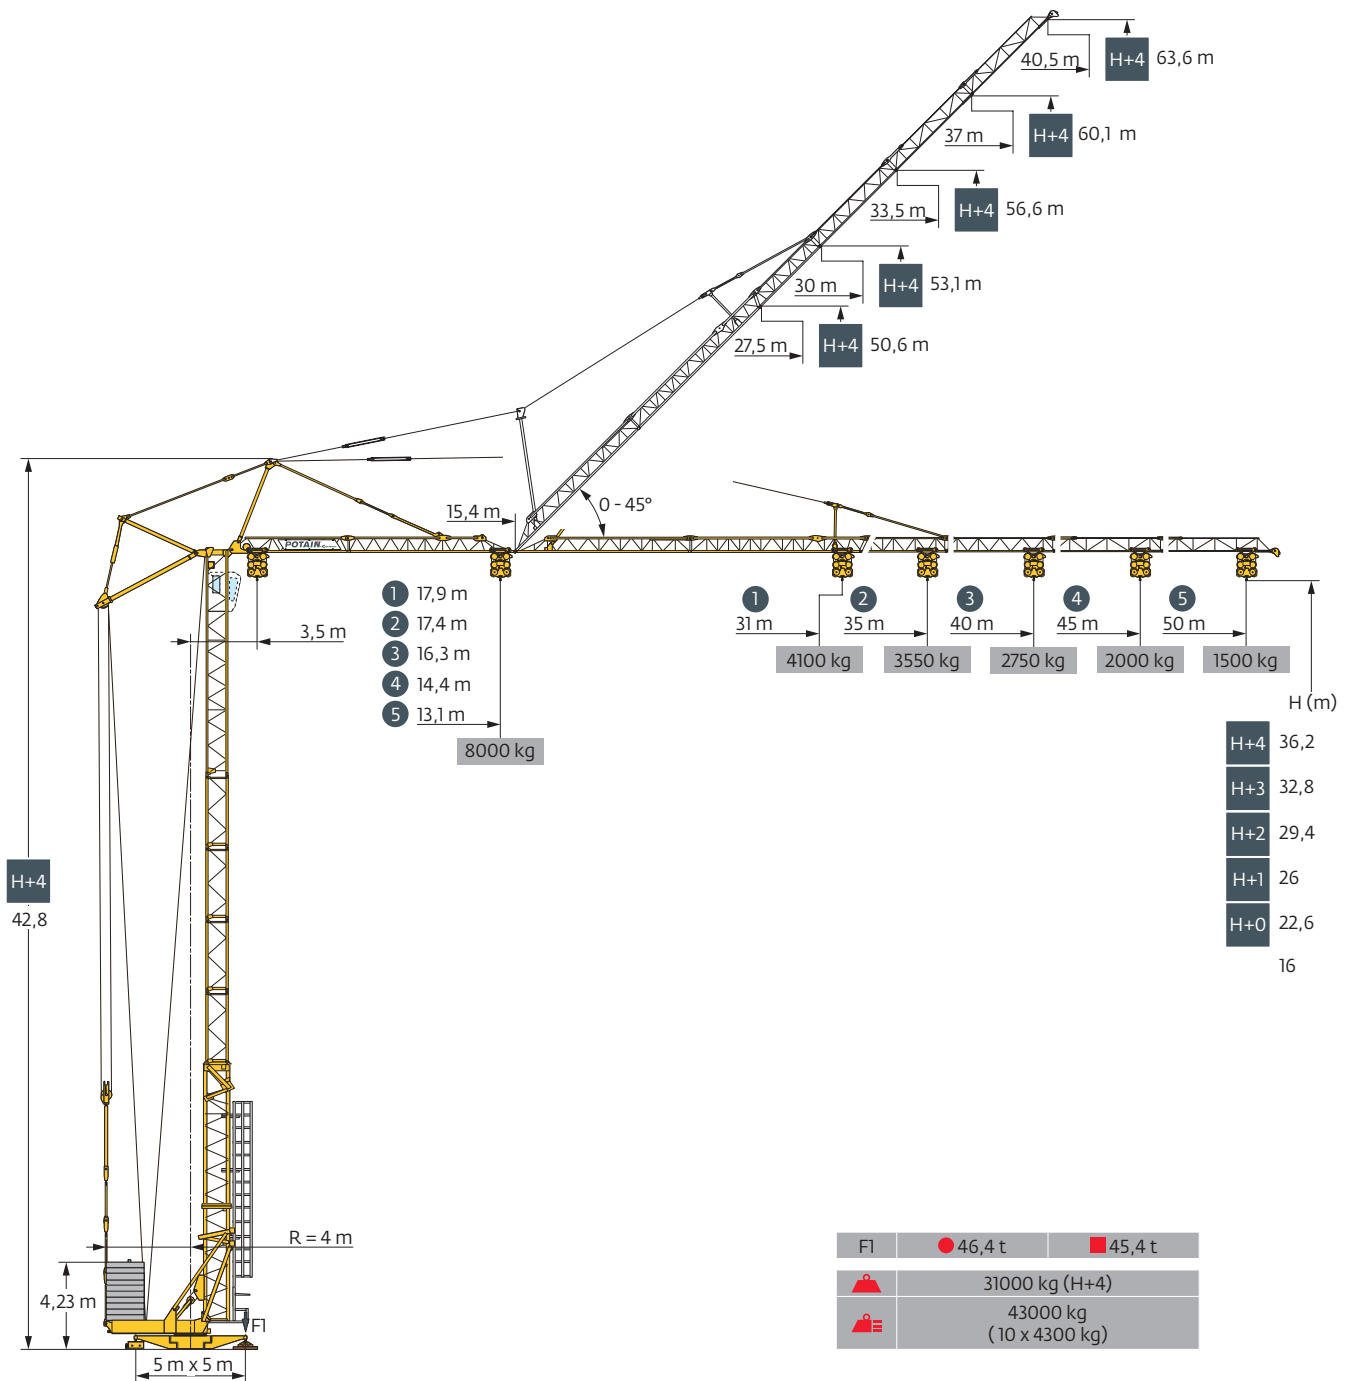 40,5 m
H+4 63,6 m
37 m
H+4 60,1 m
33,5 m
H+4 56,6 m
30 m
H+4 53,1 m
27,5 m
H+4 50,6 m
15,4 m
0 - 45°
POTAIN
3,5 m
1 17,9 m
2 17,4 m
3 16,3 m
4 14,4 m
5 13,1 m
8000 kg
1 2 3 4 5
31 m 35 m 40 m 45 m 50 m
4100 kg 3550 kg 2750 kg 2000 kg 1500 kg
H (m)
H+4 36,2
H+3 32,8
H+2 29,4
H+1 26
H+0 22,6
16
H+4
42,8
R = 4 m
4,23 m
F1
5 m x 5 m
F1 46,4 t 45,4 t
31000 kg (H+4)
43000 kg
(10 x 4300 kg)